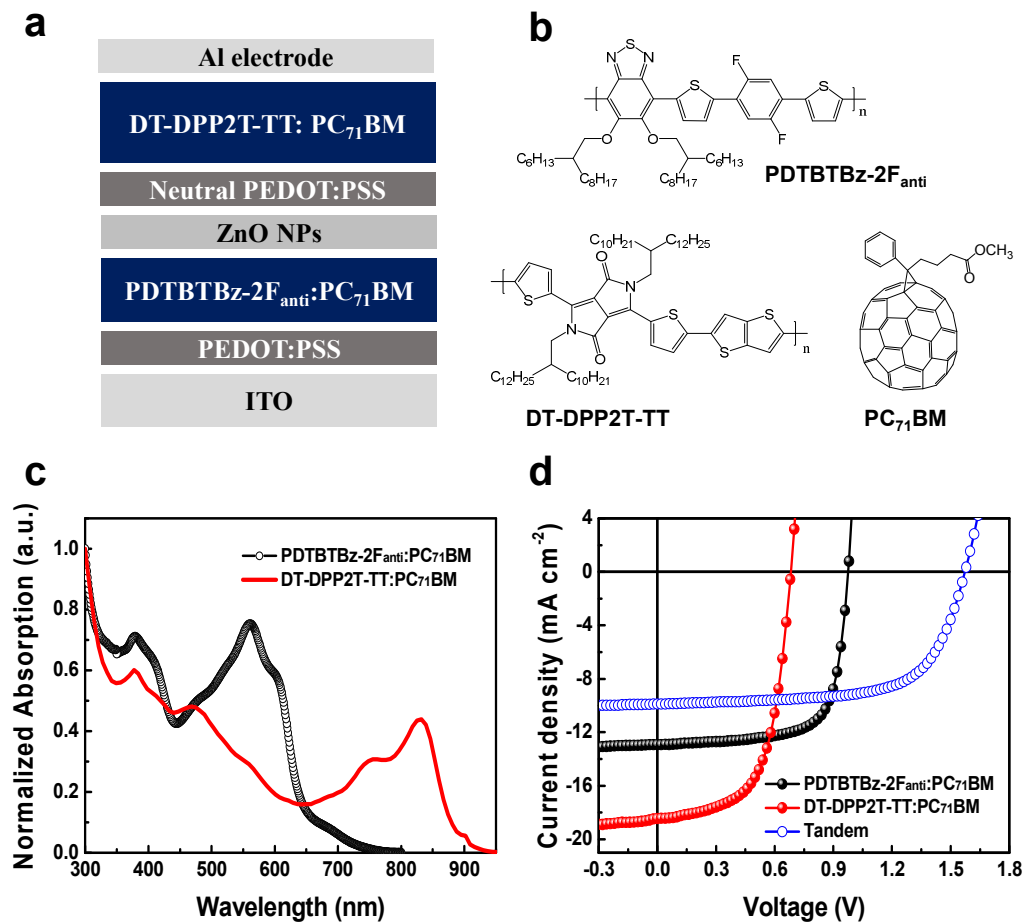 a
Al electrode
DT-DPP2T-TT: PC₇₁BM
Neutral PEDOT:PSS
ZnO NPs
PDTBTBz-2Fanti:PC₇₁BM
PEDOT:PSS
ITO
b
S
N N
S
F
S
n
O O
F
C₆H₁₃
C₈H₁₇
C₆H₁₃
C₈H₁₇
PDTBTBz-2Fanti
C₁₀H₂₁
C₁₂H₂₅
O
N
S
S
S
N
O
S
n
C₁₂H₂₅
C₁₀H₂₁
DT-DPP2T-TT
OCH₃
O
PC₇₁BM
c
Normalized Absorption (a.u.)
1.0
0.8
0.6
0.4
0.2
0.0
300 400 500 600 700 800 900
Wavelength (nm)
PDTBTBz-2Fanti:PC71BM
DT-DPP2T-TT:PC71BM
d
Current density (mA cm⁻²)
4
0
-4
-8
-12
-16
-20
-0.3 0.0 0.3 0.6 0.9 1.2 1.5 1.8
Voltage (V)
PDTBTBz-2Fanti:PC71BM
DT-DPP2T-TT:PC71BM
Tandem